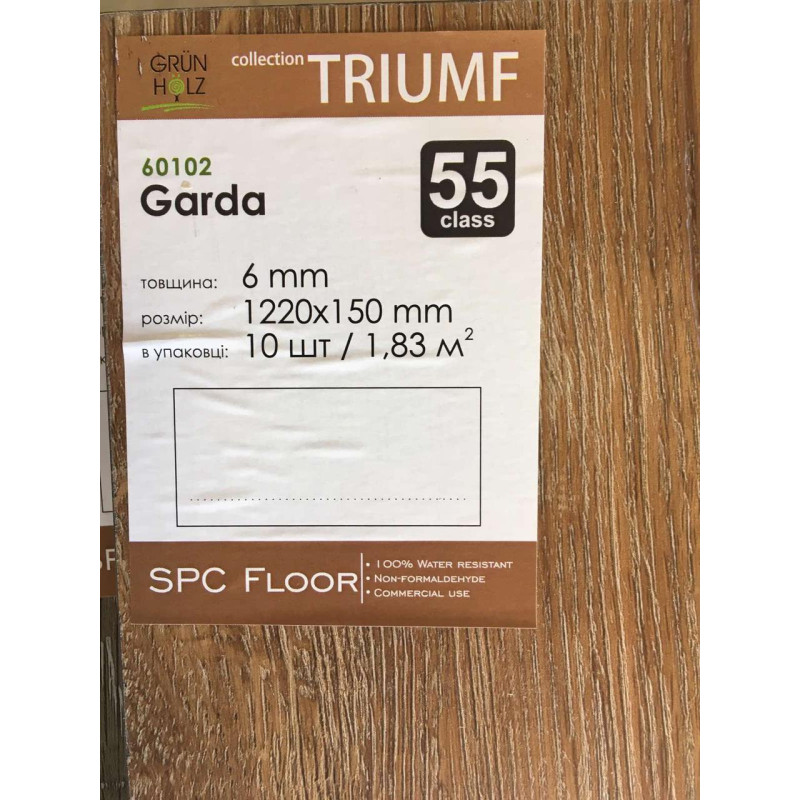 GRÜN
HÖLZ
collection TRIUMF
60102
Garda
55
class
товщина: 6 mm
розмір: 1220x150 mm
в упаковці: 10 шт / 1,83 м²
SPC FLOOR
• 100% WATER RESISTANT
• NON-FORMALDEHYDE
• COMMERCIAL USE
F